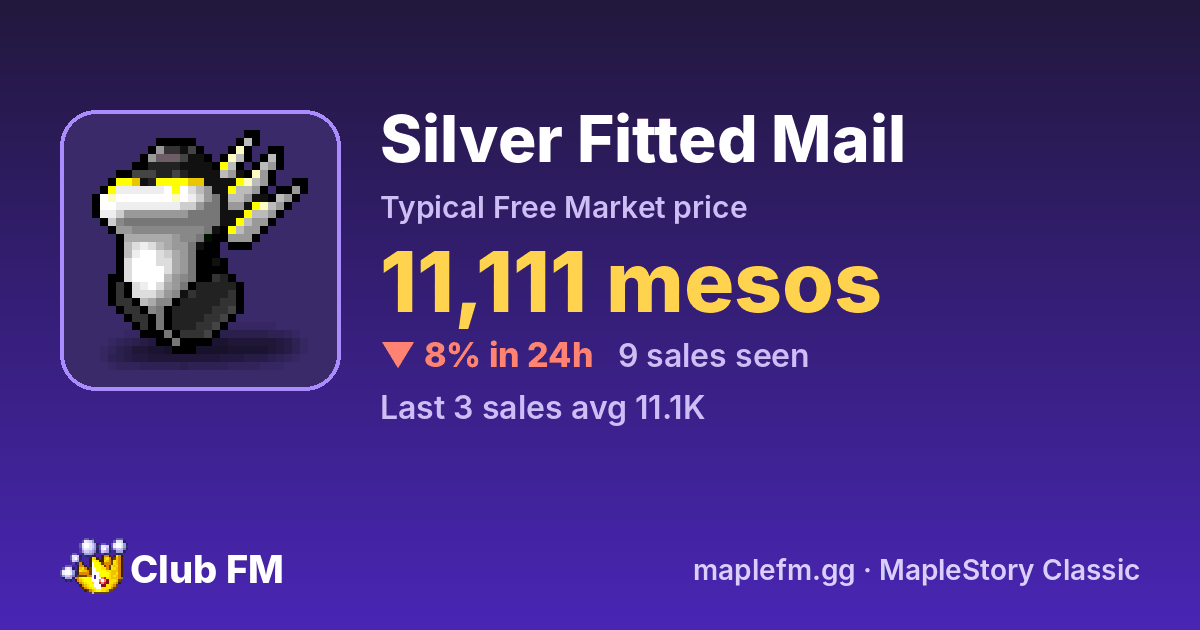 Silver Fitted Mail
Typical Free Market price
11,111 mesos
▼ 8% in 24h 9 sales seen
Last 3 sales avg 11.1K
Club FM
maplefm.gg · MapleStory Classic